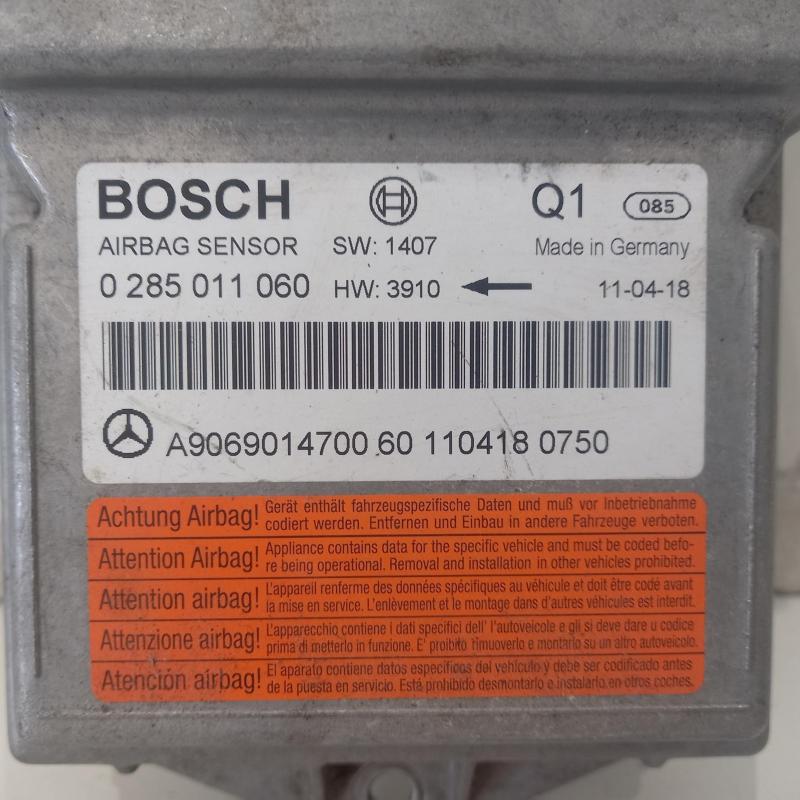 BOSCH Q1 085
AIRBAG SENSOR SW: 1407 Made in Germany
0 285 011 060 HW: 3910 11-04-18
A9069014700 60 110418 0750
Achtung Airbag! Gerät enthält fahrzeugspezifische Daten und muß vor Inbetriebnahme
codiert werden. Entfernen und Einbau in andere Fahrzeuge verboten.
Attention Airbag! Appliance contains data for the specific vehicle and must be coded befo-
re being operational. Removal and installation in other vehicles prohibited.
Attention airbag! L'appareil renferme des données spécifiques au véhicule et doit être codé avant
la mise en service. L'enlèvement et le montage dans d'autres véhicules est interdit.
Attenzione airbag! L'apparecchio contiene i dati specifici dell' l'autoveicole e gli si deve dare u codice
prima di metterlo in funzione. E' proibito timuoverlo e montarlo su un altro autoveicolo.
Atención airbag! El aparato contiene datos especificos del vehículo y debe ser codificado antes
de la puesta en servicio. Está prohibido desmontarlo e instalarlo en otros coches.